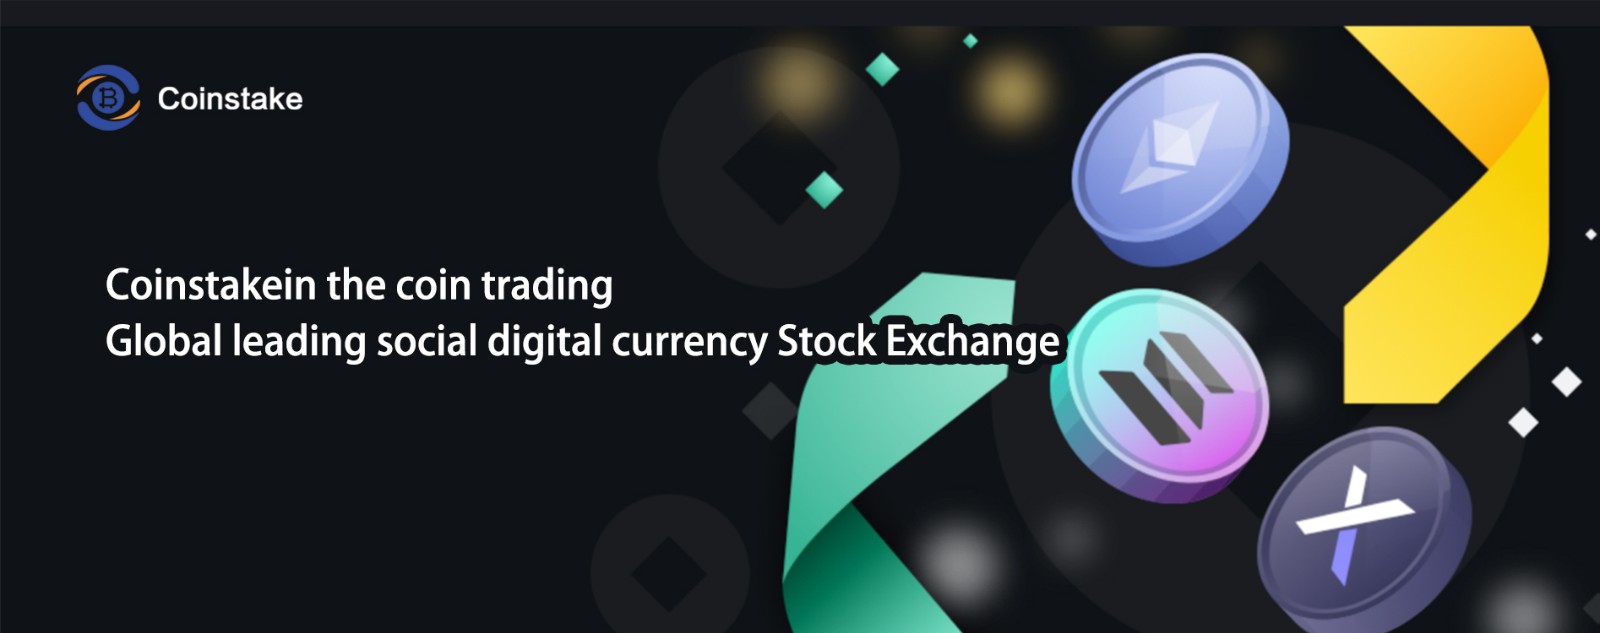 Coinstake
Coinstakein the coin trading
Global leading social digital currency Stock Exchange